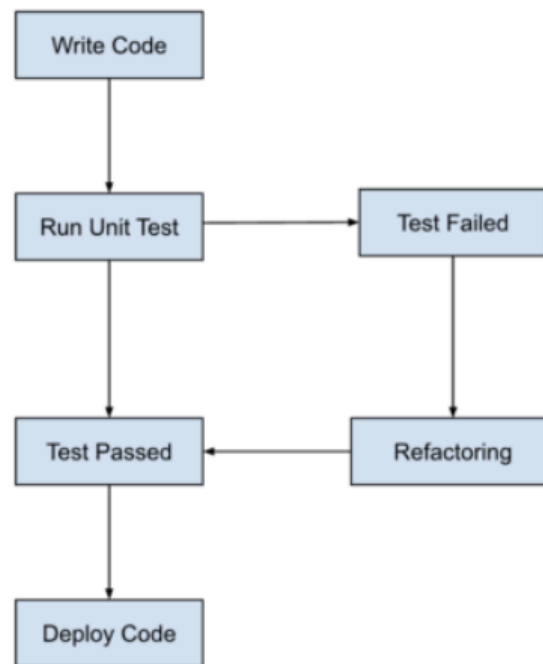 Write Code
Run Unit Test
Test Failed
Test Passed
Refactoring
Deploy Code